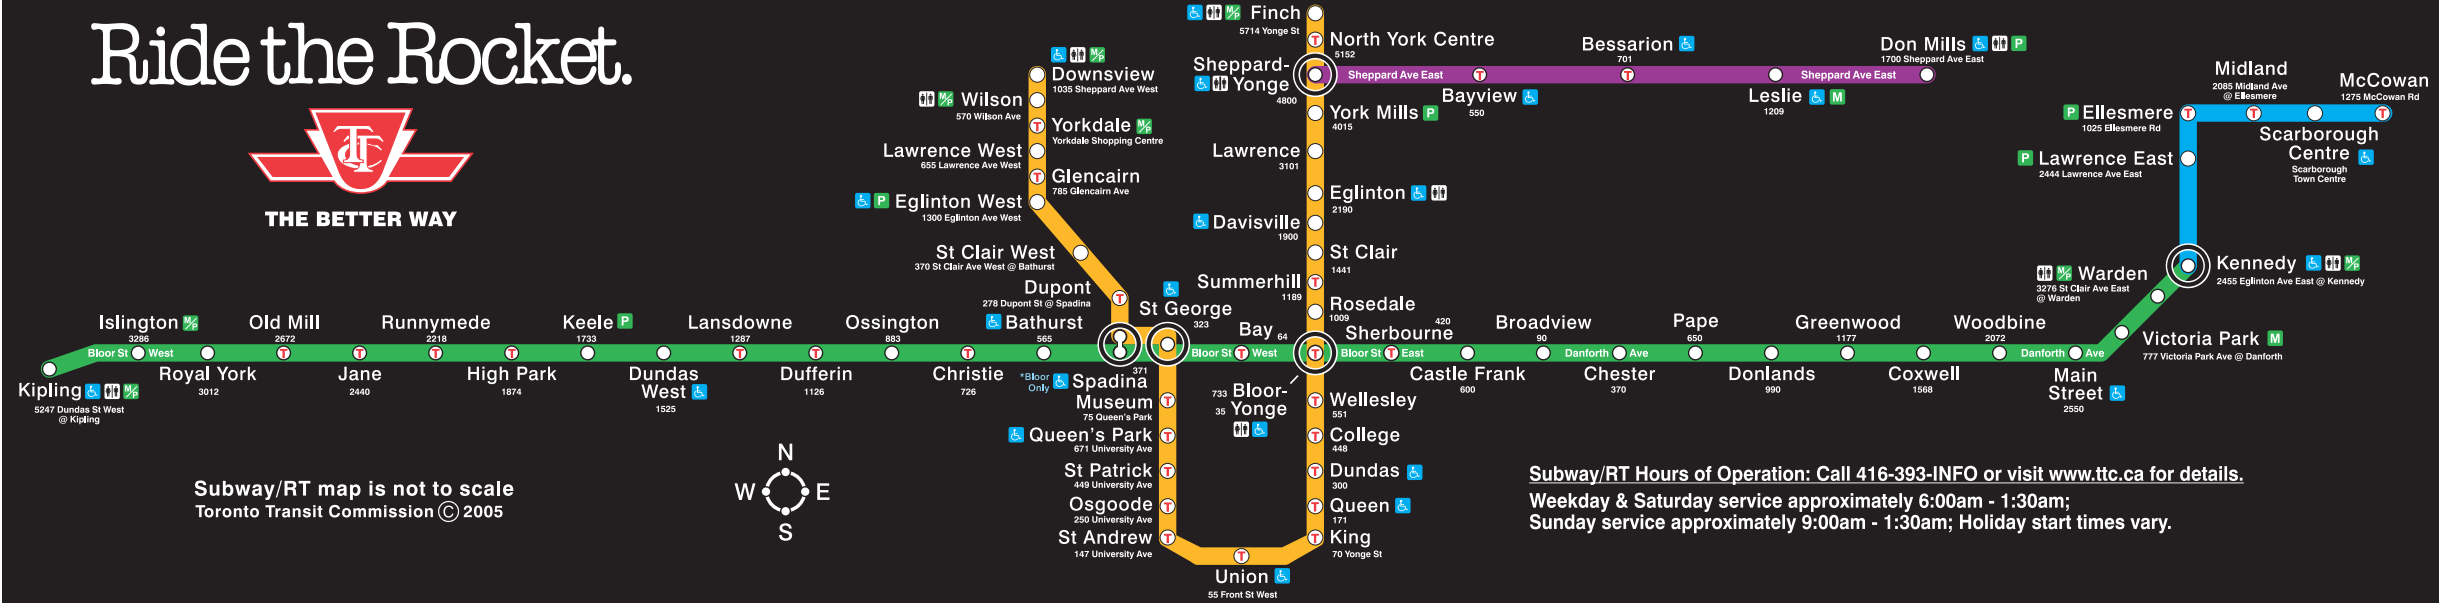 Ride the Rocket.
TTC
THE BETTER WAY
Subway/RT map is not to scale
Toronto Transit Commission © 2005
N
W E
S
Downsview
1035 Sheppard Ave West
Wilson
570 Wilson Ave
Yorkdale
Yorkdale Shopping Centre
Lawrence West
655 Lawrence Ave West
Glencairn
785 Glencairn Ave
Eglinton West
1300 Eglinton Ave West
St Clair West
370 St Clair Ave West @ Bathurst
Dupont
278 Dupont St @ Spadina
St George
323
Finch
5714 Yonge St
North York Centre
5152
Sheppard-
Yonge
4800
York Mills
4015
Lawrence
3101
Eglinton
2190
Davisville
1900
St Clair
1441
Summerhill
1189
Rosedale
1009
Sheppard Ave East
Sheppard Ave East
Bayview
550
Bessarion
701
Leslie
1209
Don Mills
1700 Sheppard Ave East
Ellesmere
1025 Ellesmere Rd
Midland
2085 Midland Ave
@ Ellesmere
McCowan
1275 McCowan Rd
Scarborough
Centre
Scarborough
Town Centre
Lawrence East
2444 Lawrence Ave East
Kennedy
2455 Eglinton Ave East @ Kennedy
Warden
3276 St Clair Ave East
@ Warden
Victoria Park
777 Victoria Park Ave @ Danforth
Kipling
5247 Dundas St West
@ Kipling
Islington
3286
Bloor St West
Royal York
3012
Old Mill
2672
Jane
2440
Runnymede
2218
High Park
1874
Keele
1733
Dundas
West
1525
Lansdowne
1287
Dufferin
1126
Ossington
883
Christie
726
Bathurst
565
*Bloor
Only
Spadina
371
Bloor St West
Bay
64
Bloor-
Yonge
733
35
Bloor St East
Sherbourne
420
Castle Frank
600
Broadview
90
Danforth Ave
Chester
370
Pape
650
Donlands
990
Greenwood
1177
Coxwell
1568
Woodbine
2072
Danforth Ave
Main
Street
2550
Museum
75 Queen's Park
Queen's Park
671 University Ave
St Patrick
449 University Ave
Osgoode
250 University Ave
St Andrew
147 University Ave
Union
55 Front St West
Wellesley
551
College
448
Dundas
300
Queen
171
King
70 Yonge St
Subway/RT Hours of Operation: Call 416-393-INFO or visit www.ttc.ca for details.
Weekday & Saturday service approximately 6:00am - 1:30am;
Sunday service approximately 9:00am - 1:30am; Holiday start times vary.